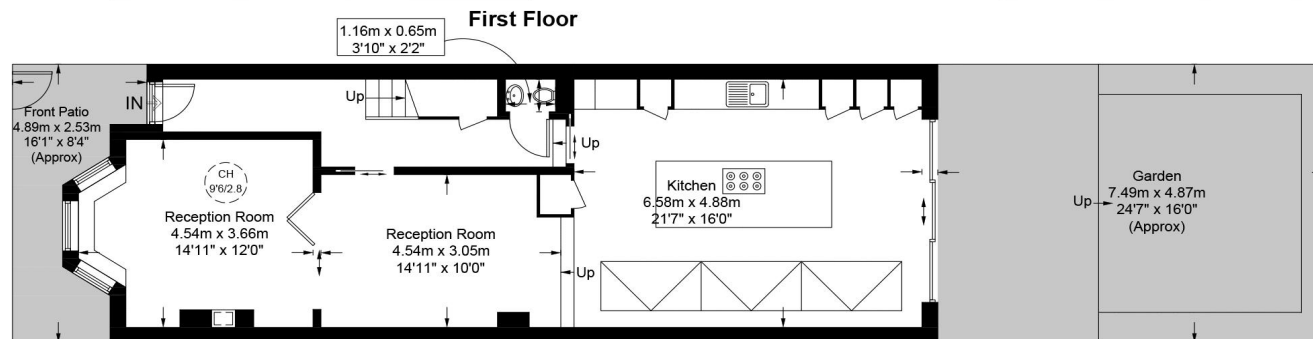 First Floor
1.16m x 0.65m
3'10" x 2'2"
IN
Up
Front Patio
4.89m x 2.53m
16'1" x 8'4"
(Approx)
CH
9'6/2.8
Reception Room
4.54m x 3.66m
14'11" x 12'0"
Reception Room
4.54m x 3.05m
14'11" x 10'0"
Up
Up
Kitchen
6.58m x 4.88m
21'7" x 16'0"
Up
Garden
7.49m x 4.87m
24'7" x 16'0"
(Approx)